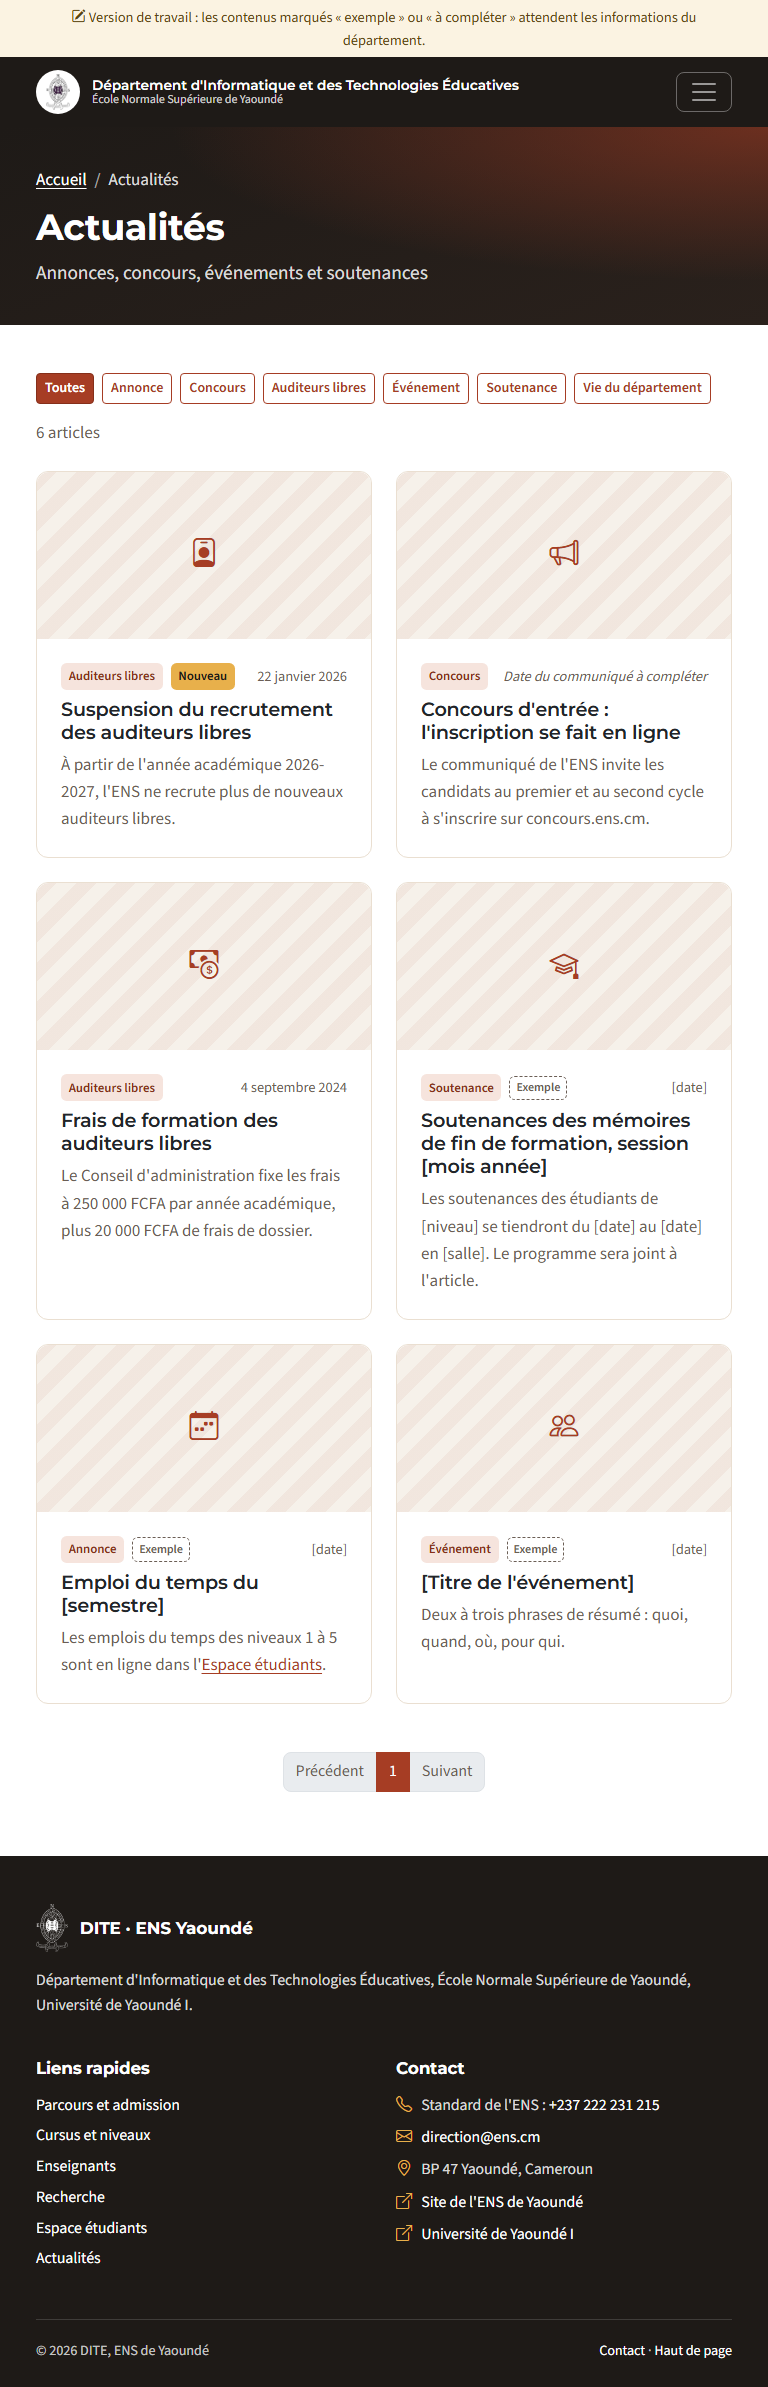 Version de travail : les contenus marqués « exemple » ou « à compléter » attendent les informations du
département.
Département d'Informatique et des Technologies Éducatives
École Normale Supérieure de Yaoundé
Accueil / Actualités
Actualités
Annonces, concours, événements et soutenances
Toutes Annonce Concours Auditeurs libres Événement Soutenance Vie du département
6 articles
Auditeurs libres Nouveau 22 janvier 2026
Suspension du recrutement
des auditeurs libres
À partir de l'année académique 2026-
2027, l'ENS ne recrute plus de nouveaux
auditeurs libres.
Concours Date du communiqué à compléter
Concours d'entrée :
l'inscription se fait en ligne
Le communiqué de l'ENS invite les
candidats au premier et au second cycle
à s'inscrire sur concours.ens.cm.
Auditeurs libres 4 septembre 2024
Frais de formation des
auditeurs libres
Le Conseil d'administration fixe les frais
à 250 000 FCFA par année académique,
plus 20 000 FCFA de frais de dossier.
Soutenance Exemple [date]
Soutenances des mémoires
de fin de formation, session
[mois année]
Les soutenances des étudiants de
[niveau] se tiendront du [date] au [date]
en [salle]. Le programme sera joint à
l'article.
Annonce Exemple [date]
Emploi du temps du
[semestre]
Les emplois du temps des niveaux 1 à 5
sont en ligne dans l'Espace étudiants.
Événement Exemple [date]
[Titre de l'événement]
Deux à trois phrases de résumé : quoi,
quand, où, pour qui.
Précédent 1 Suivant
DITE · ENS Yaoundé
Département d'Informatique et des Technologies Éducatives, École Normale Supérieure de Yaoundé,
Université de Yaoundé I.
Liens rapides
Parcours et admission
Cursus et niveaux
Enseignants
Recherche
Espace étudiants
Actualités
Contact
Standard de l'ENS : +237 222 231 215
direction@ens.cm
BP 47 Yaoundé, Cameroun
Site de l'ENS de Yaoundé
Université de Yaoundé I
© 2026 DITE, ENS de Yaoundé
Contact · Haut de page